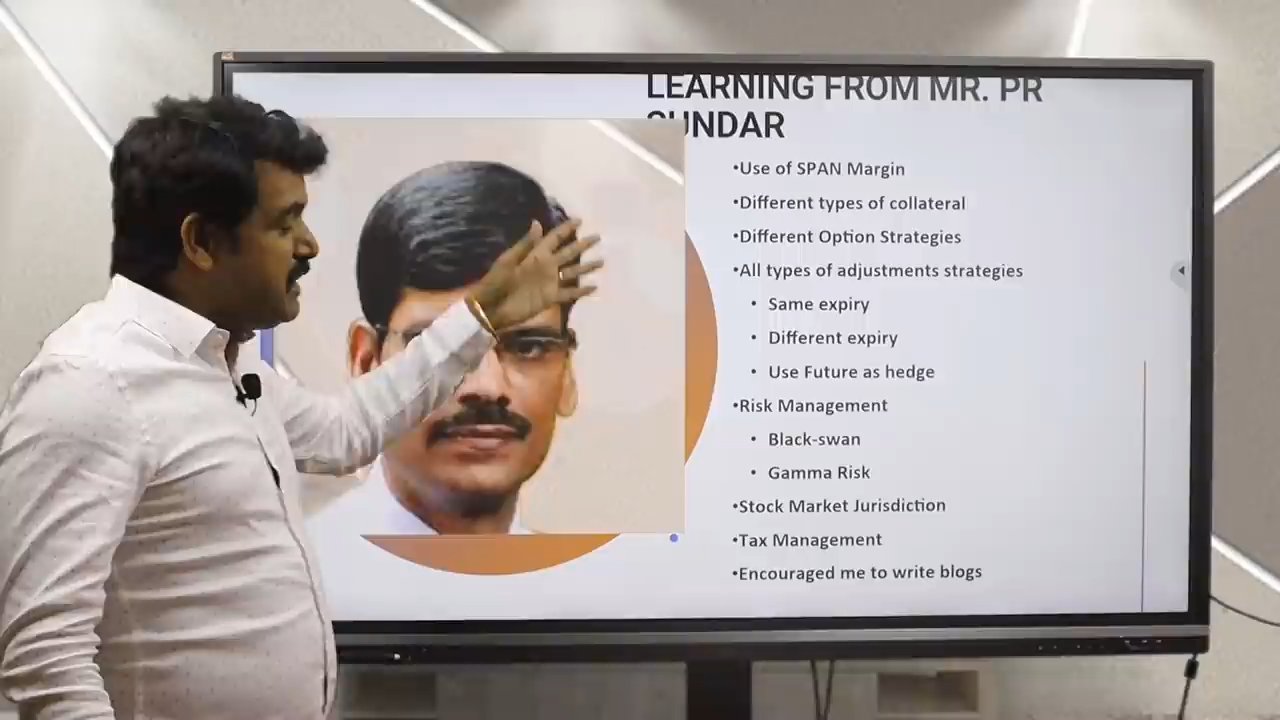 LEARNING FROM MR. PR
SUNDAR
•Use of SPAN Margin
•Different types of collateral
•Different Option Strategies
•All types of adjustments strategies
• Same expiry
• Different expiry
• Use Future as hedge
•Risk Management
• Black-swan
• Gamma Risk
•Stock Market Jurisdiction
•Tax Management
•Encouraged me to write blogs